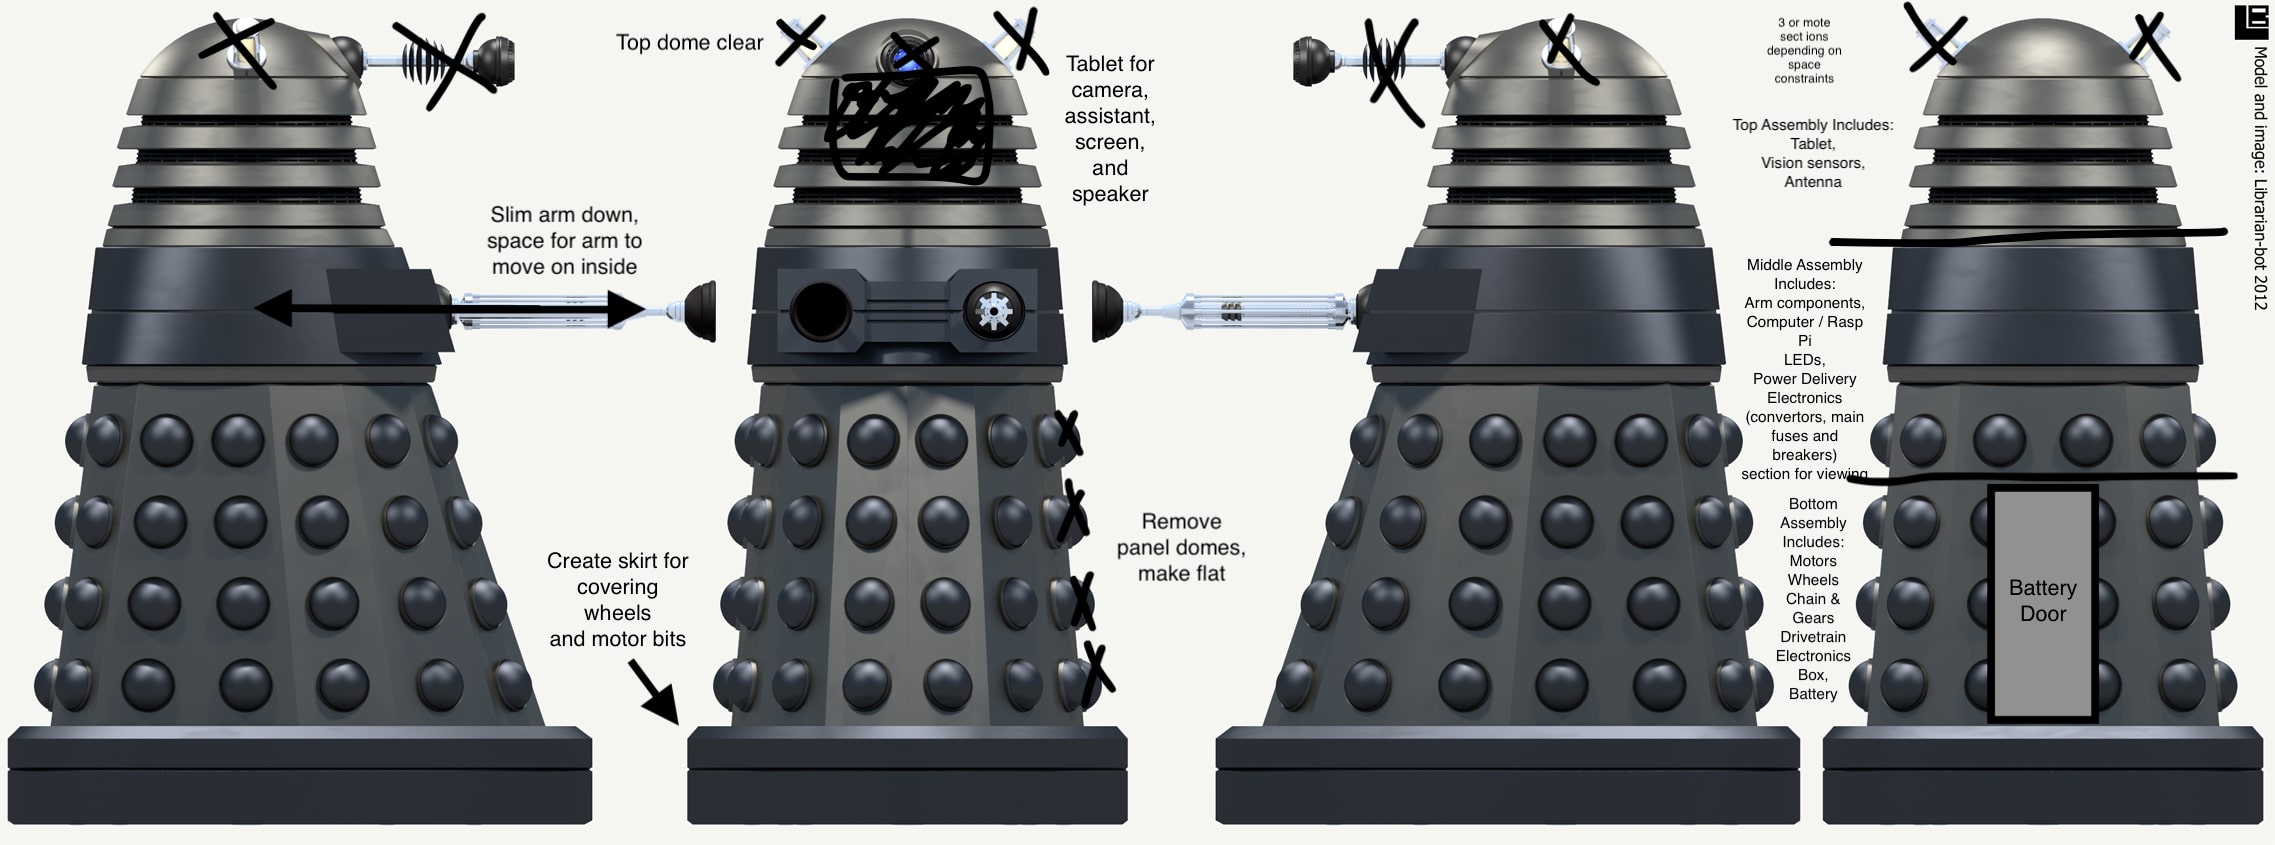 Top dome clear
Tablet for
camera,
assistant,
screen,
and
speaker
Slim arm down,
space for arm to
move on inside
Create skirt for
covering
wheels
and motor bits
Remove
panel domes,
make flat
3 or mote
sect ions
depending on
space
constraints
Top Assembly Includes:
Tablet,
Vision sensors,
Antenna
Middle Assembly
Includes:
Arm components,
Computer / Rasp
Pi
LEDs,
Power Delivery
Electronics
(convertors, main
fuses and
breakers)
section for viewing
Bottom
Assembly
Includes:
Motors
Wheels
Chain &
Gears
Drivetrain
Electronics
Box,
Battery
Battery
Door
Model and image: Librarian-bot 2012